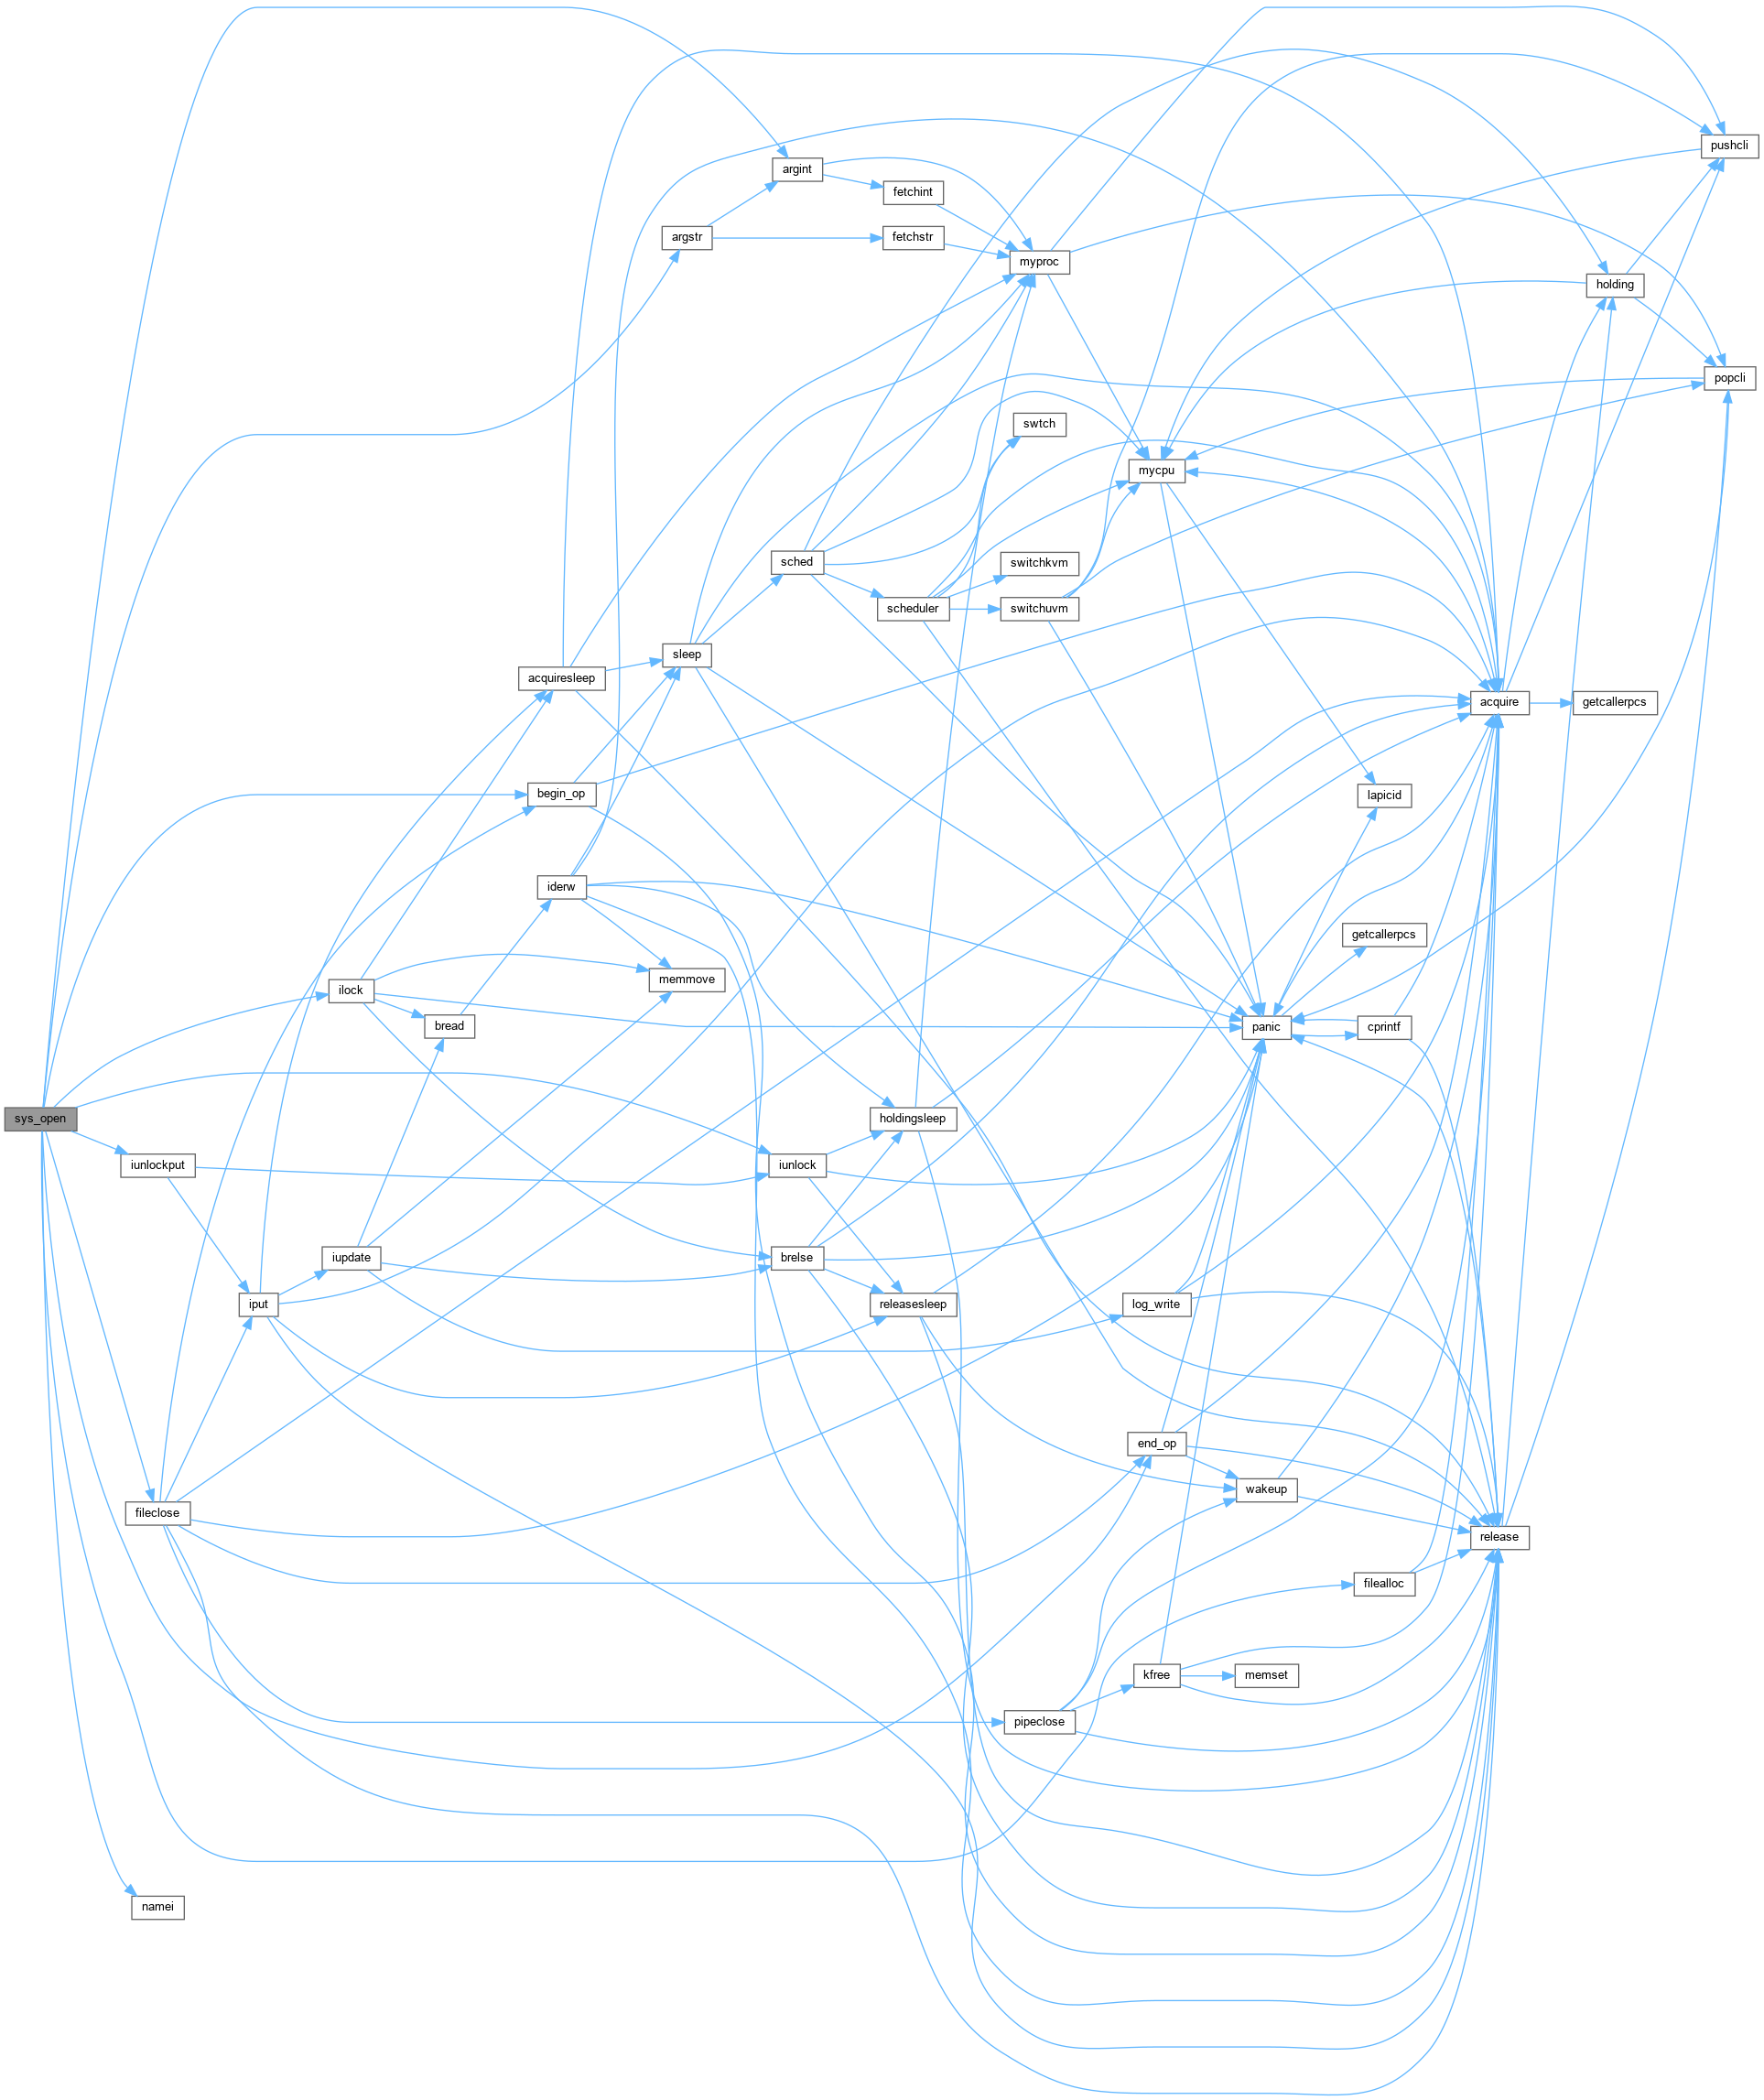 pushcli
argint
fetchint
argstr
fetchstr
myproc
holding
popcli
swtch
mycpu
sched
switchkvm
scheduler
switchuvm
sleep
acquiresleep
acquire
getcallerpcs
begin_op
lapicid
iderw
getcallerpcs
memmove
ilock
bread
panic
cprintf
sys_open
holdingsleep
iunlockput
iunlock
iupdate
brelse
iput
releasesleep
log_write
end_op
wakeup
fileclose
release
filealloc
kfree
memset
pipeclose
namei